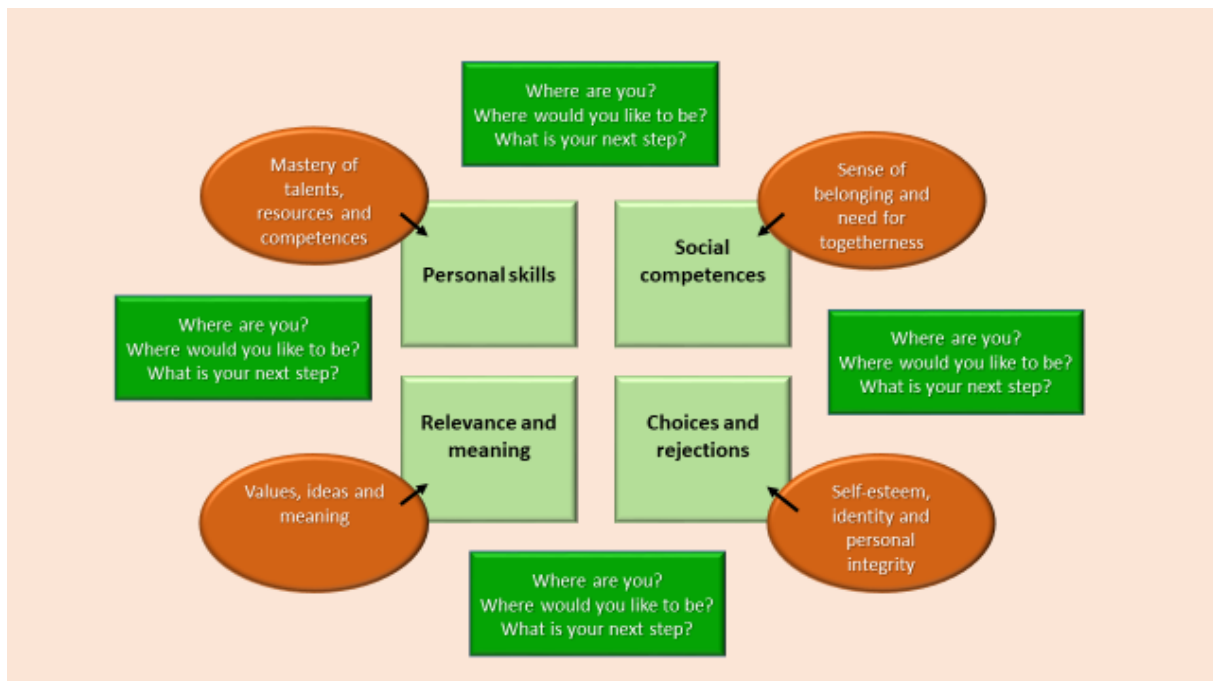 Where are you?
Where would you like to be?
What is your next step?
Mastery of
talents,
resources and
competences
Sense of
belonging and
need for
togetherness
Personal skills
Social
competences
Where are you?
Where would you like to be?
What is your next step?
Where are you?
Where would you like to be?
What is your next step?
Relevance and
meaning
Choices and
rejections
Values, ideas and
meaning
Self-esteem,
identity and
personal
integrity
Where are you?
Where would you like to be?
What is your next step?